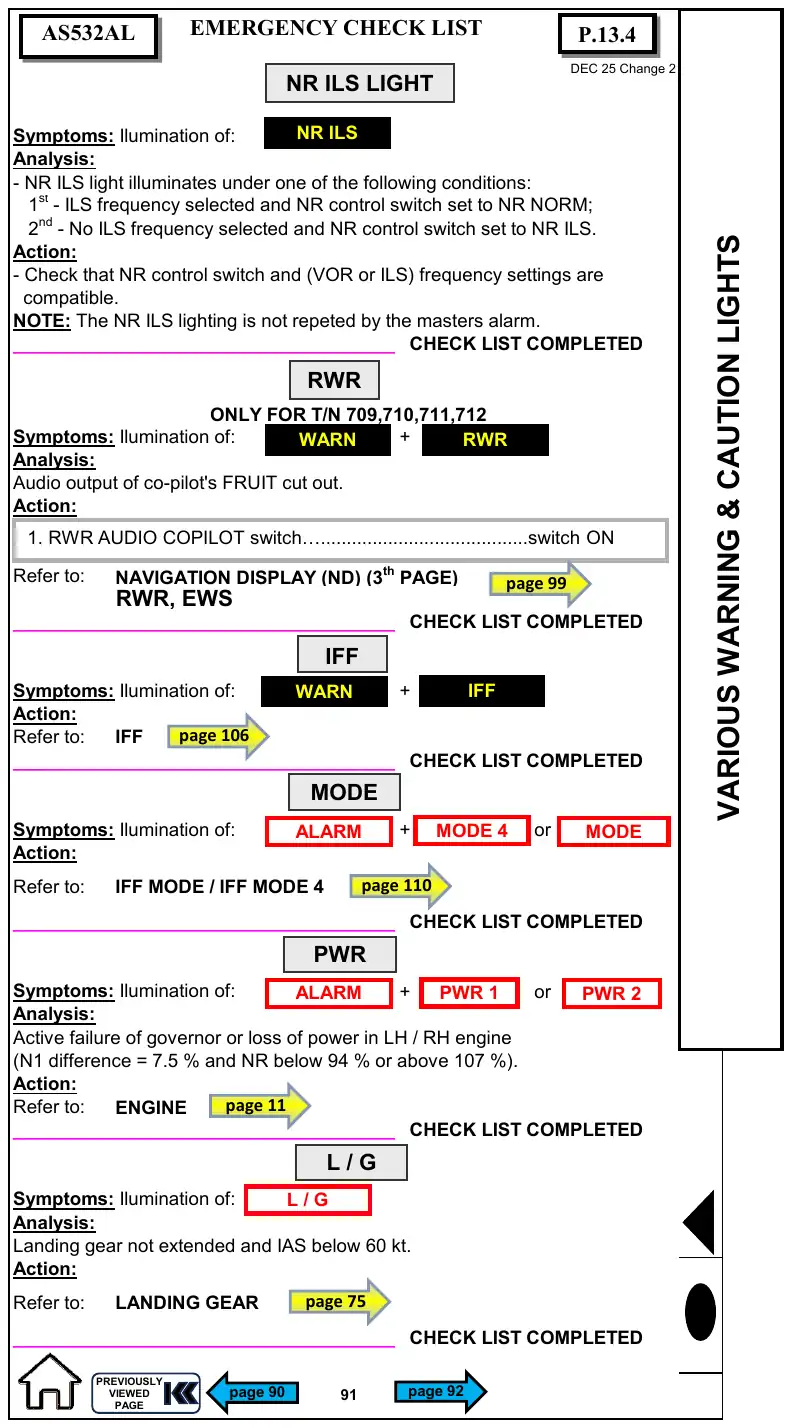 AS532AL
EMERGENCY CHECK LIST
P.13.4
DEC 25 Change 2
NR ILS LIGHT
Symptoms: Ilumination of: NR ILS
Analysis:
- NR ILS light illuminates under one of the following conditions:
1st - ILS frequency selected and NR control switch set to NR NORM;
2nd - No ILS frequency selected and NR control switch set to NR ILS.
Action:
- Check that NR control switch and (VOR or ILS) frequency settings are
compatible.
NOTE: The NR ILS lighting is not repeted by the masters alarm.
CHECK LIST COMPLETED
RWR
ONLY FOR T/N 709,710,711,712
Symptoms: Ilumination of: WARN + RWR
Analysis:
Audio output of co-pilot's FRUIT cut out.
Action:
1. RWR AUDIO COPILOT switch….......................................switch ON
Refer to: NAVIGATION DISPLAY (ND) (3th PAGE) page 99
RWR, EWS
CHECK LIST COMPLETED
IFF
Symptoms: Ilumination of: WARN + IFF
Action:
Refer to: IFF page 106
CHECK LIST COMPLETED
MODE
Symptoms: Ilumination of: ALARM + MODE 4 or MODE
Action:
Refer to: IFF MODE / IFF MODE 4 page 110
CHECK LIST COMPLETED
PWR
Symptoms: Ilumination of: ALARM + PWR 1 or PWR 2
Analysis:
Active failure of governor or loss of power in LH / RH engine
(N1 difference = 7.5 % and NR below 94 % or above 107 %).
Action:
Refer to: ENGINE page 11
CHECK LIST COMPLETED
L / G
Symptoms: Ilumination of: L / G
Analysis:
Landing gear not extended and IAS below 60 kt.
Action:
Refer to: LANDING GEAR page 75
CHECK LIST COMPLETED
VARIOUS WARNING & CAUTION LIGHTS
PREVIOUSLY
VIEWED
PAGE
page 90
91
page 92